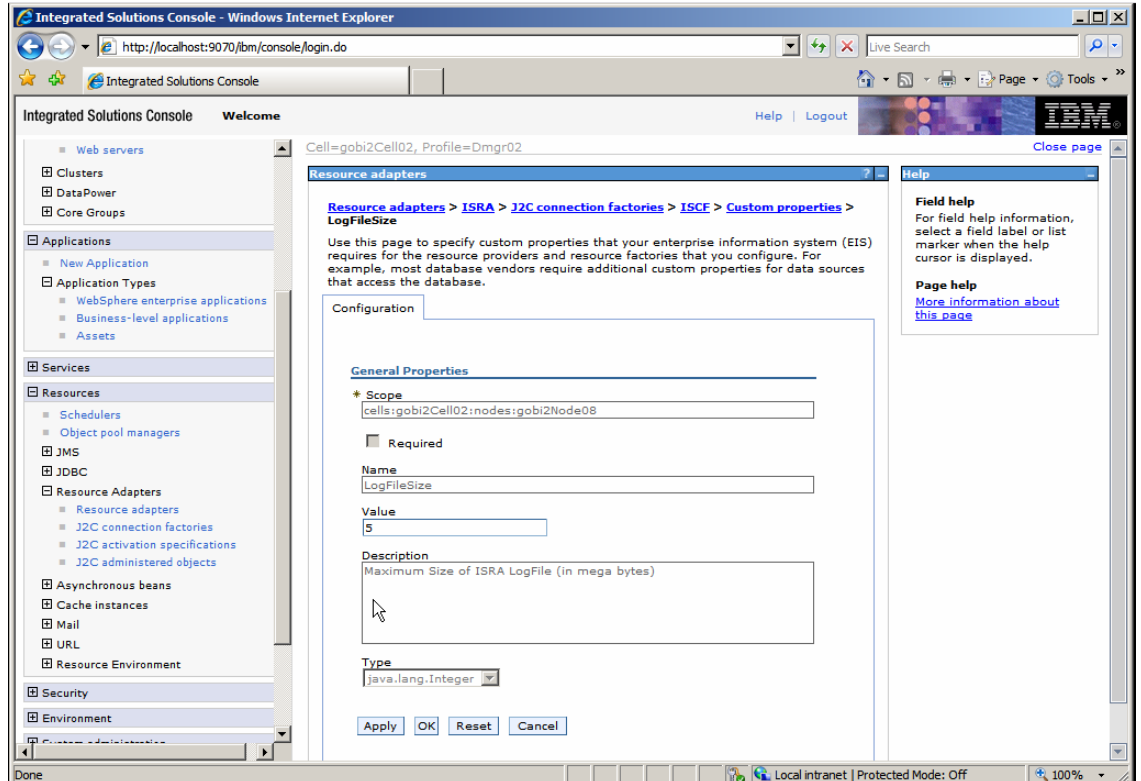 Integrated Solutions Console - Windows Internet Explorer
http://localhost:9070/ibm/console/login.do
Live Search
Integrated Solutions Console
Page
Tools
»
Integrated Solutions Console Welcome
Help | Logout
IBM
Web servers
Clusters
DataPower
Core Groups
Applications
New Application
Application Types
WebSphere enterprise applications
Business-level applications
Assets
Services
Resources
Schedulers
Object pool managers
JMS
JDBC
Resource Adapters
Resource adapters
J2C connection factories
J2C activation specifications
J2C administered objects
Asynchronous beans
Cache instances
Mail
URL
Resource Environment
Security
Environment
System administration
Cell=gobi2Cell02, Profile=Dmgr02
Close page
Resource adapters
Resource adapters > ISRA > J2C connection factories > ISCF > Custom properties >
LogFileSize
Use this page to specify custom properties that your enterprise information system (EIS)
requires for the resource providers and resource factories that you configure. For
example, most database vendors require additional custom properties for data sources
that access the database.
Configuration
General Properties
* Scope
cells:gobi2Cell02:nodes:gobi2Node08
Required
Name
LogFileSize
Value
5
Description
Maximum Size of ISRA LogFile (in mega bytes)
Type
java.lang.Integer
Apply OK Reset Cancel
Help
Field help
For field help information,
select a field label or list
marker when the help
cursor is displayed.
Page help
More information about
this page
Done
Local intranet | Protected Mode: Off
100%